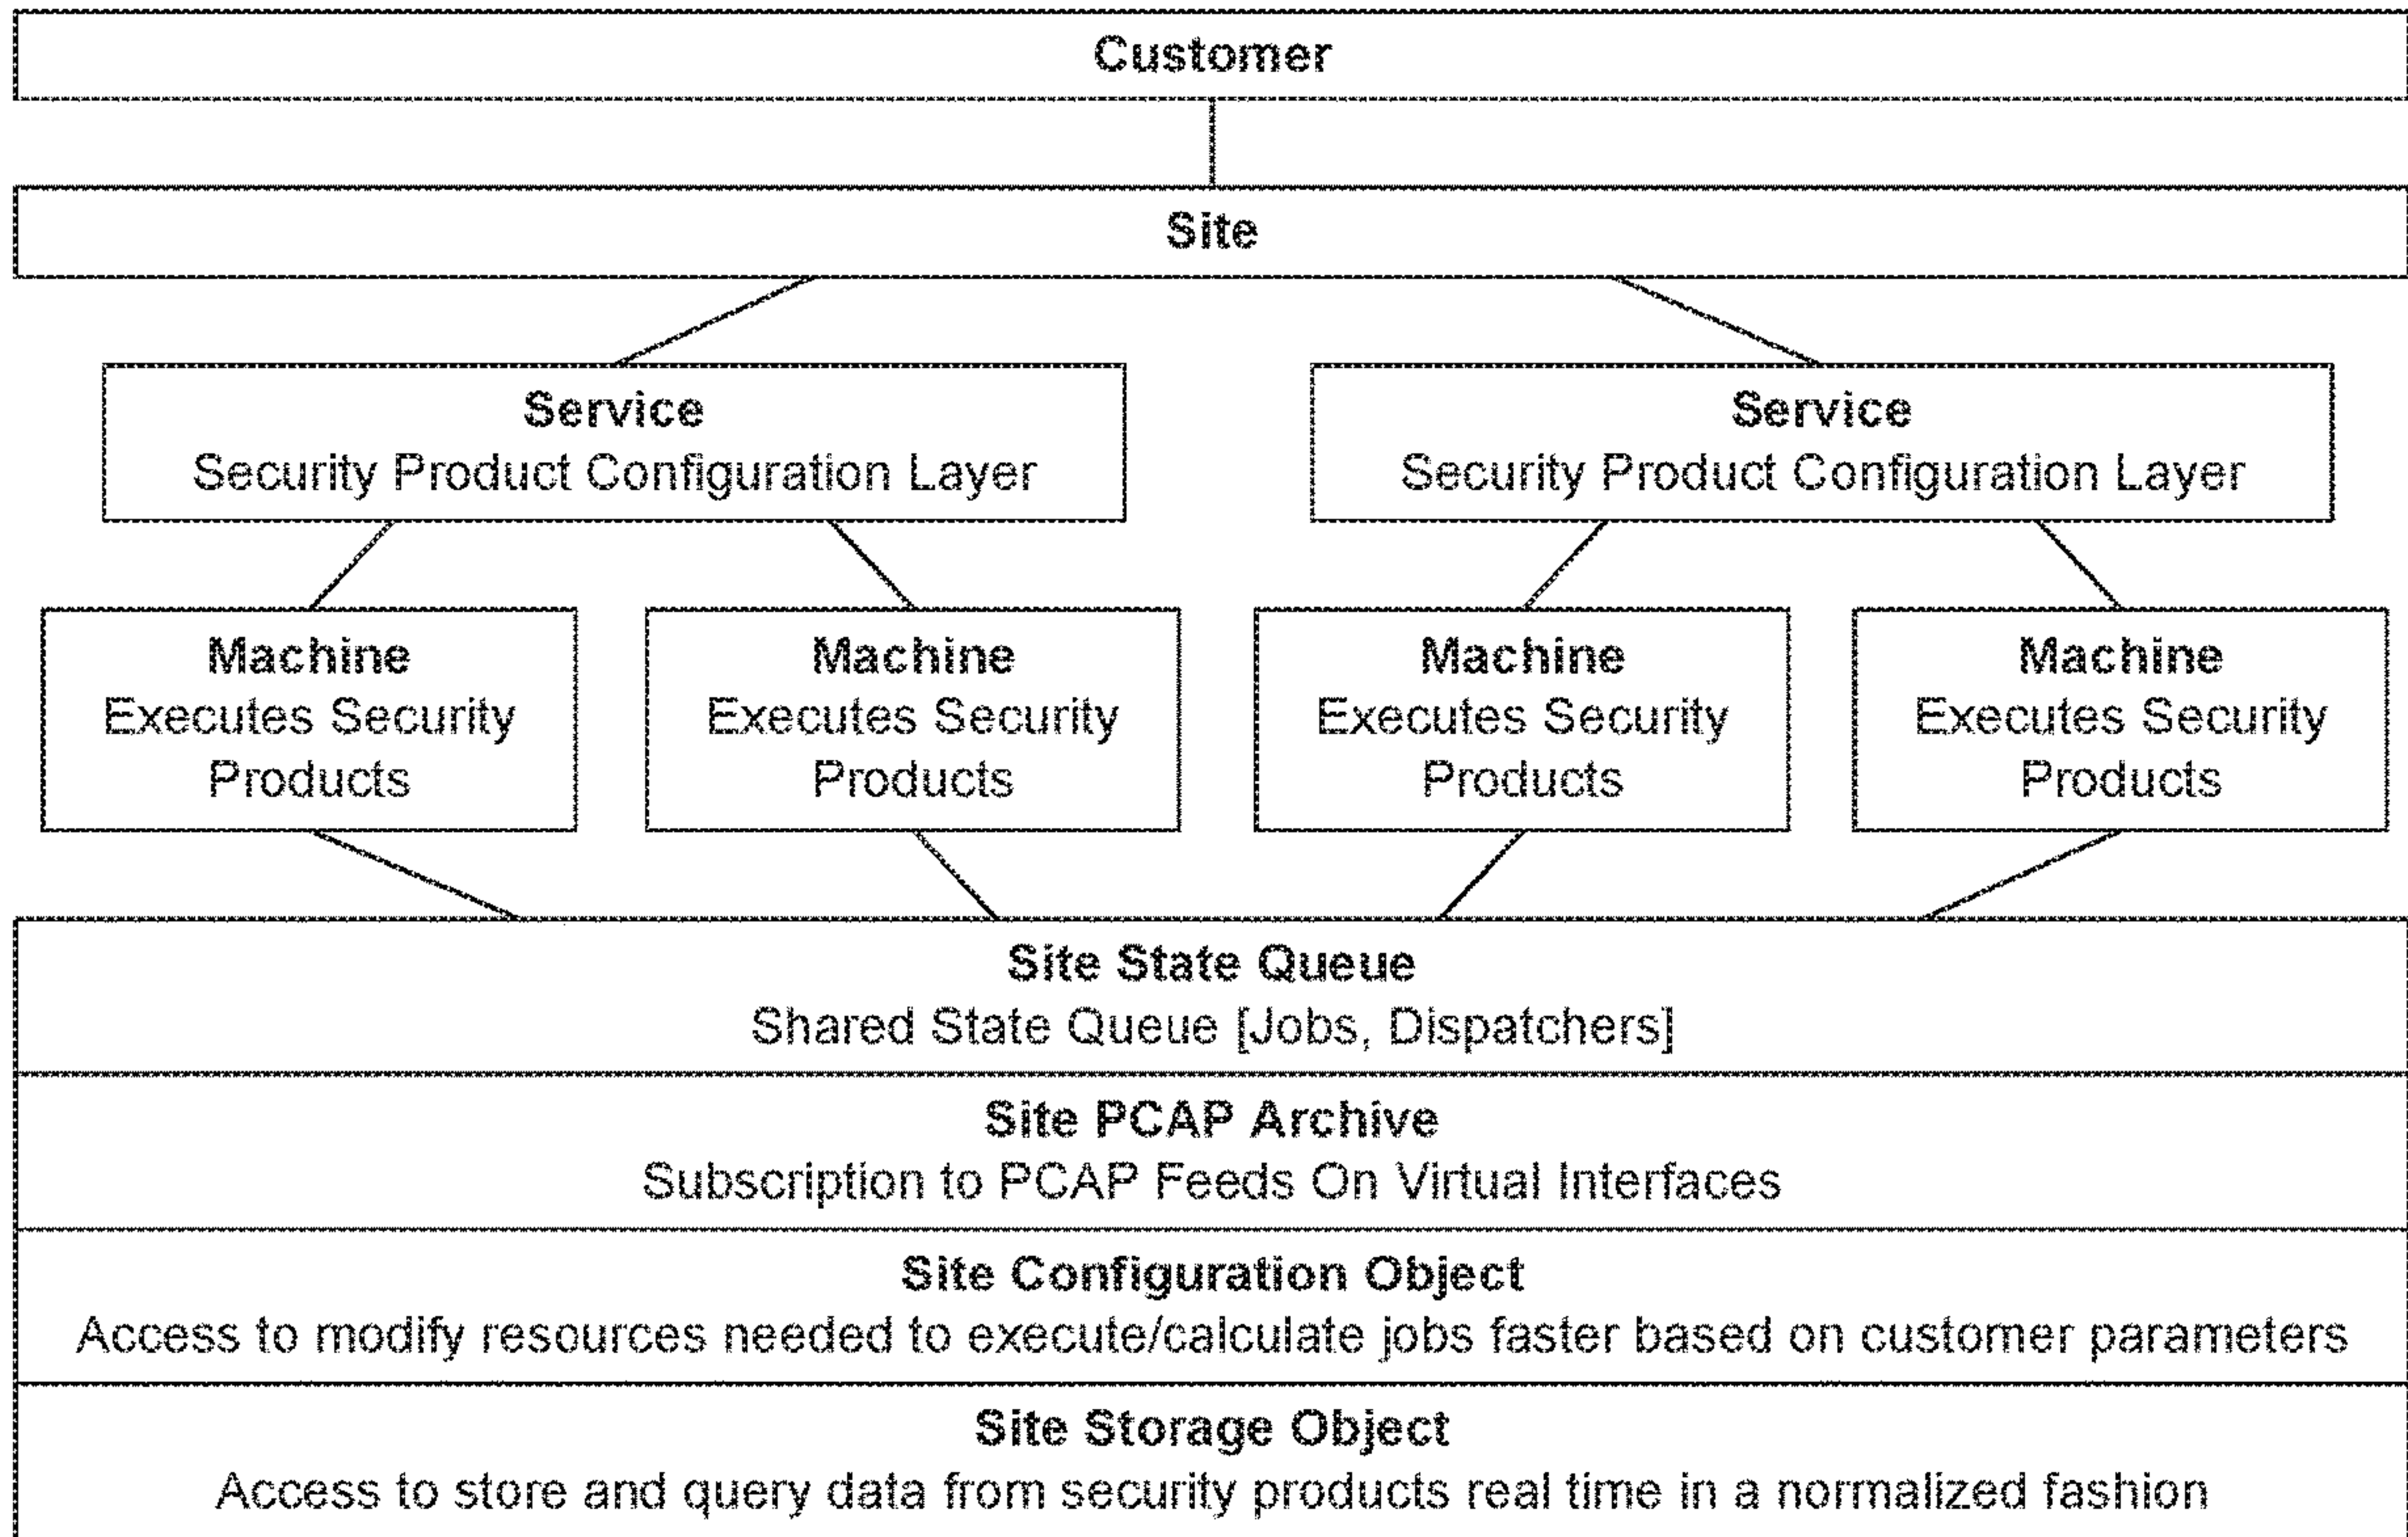 Customer
Site
Service
Security Product Configuration Layer
Service
Security Product Configuration Layer
Machine
Executes Security
Products
Machine
Executes Security
Products
Machine
Executes Security
Products
Machine
Executes Security
Products
Site State Queue
Shared State Queue [Jobs, Dispatchers]
Site PCAP Archive
Subscription to PCAP Feeds On Virtual Interfaces
Site Configuration Object
Access to modify resources needed to execute/calculate jobs faster based on customer parameters
Site Storage Object
Access to store and query data from security products real time in a normalized fashion